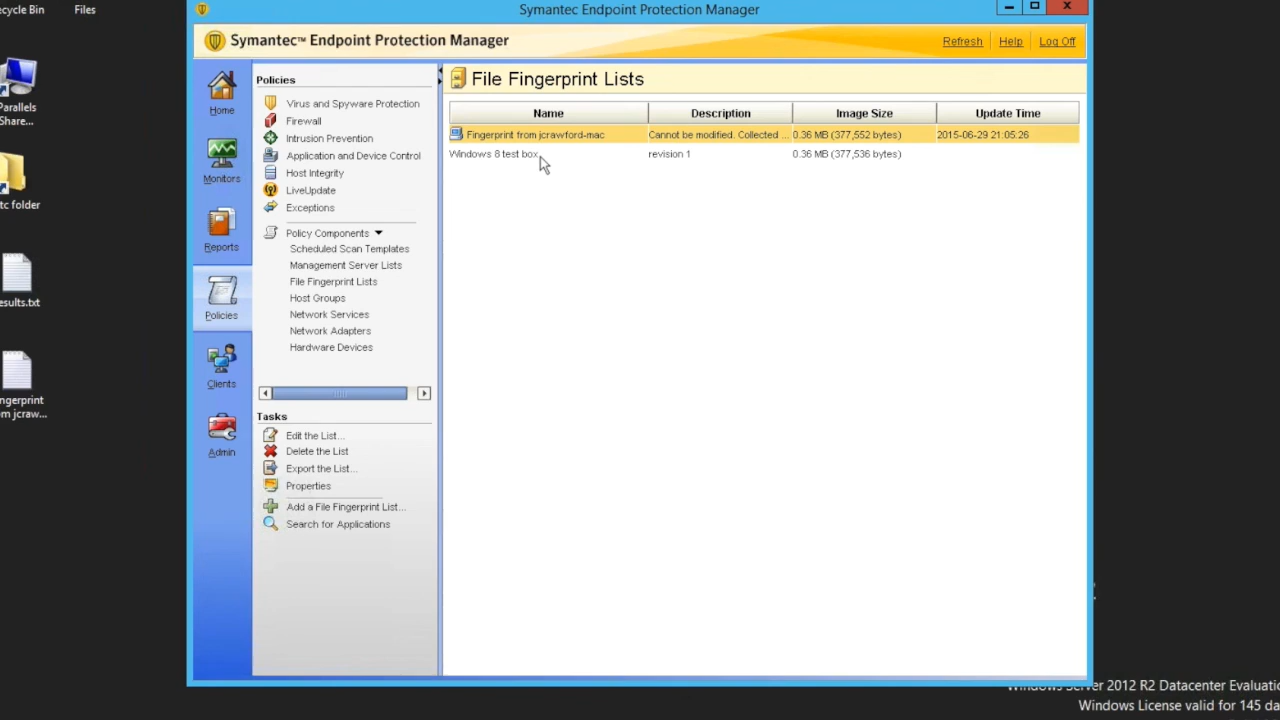 ecycle Bin
Files
Parallels
Share...
tc folder
esults.txt
ngerprint
om jcraw...
Symantec Endpoint Protection Manager
Symantec™ Endpoint Protection Manager
Refresh
Help
Log Off
Home
Monitors
Reports
Policies
Clients
Admin
Policies
Virus and Spyware Protection
Firewall
Intrusion Prevention
Application and Device Control
Host Integrity
LiveUpdate
Exceptions
Policy Components
Scheduled Scan Templates
Management Server Lists
File Fingerprint Lists
Host Groups
Network Services
Network Adapters
Hardware Devices
Tasks
Edit the List...
Delete the List
Export the List...
Properties
Add a File Fingerprint List...
Search for Applications
File Fingerprint Lists
Name Description Image Size Update Time
Fingerprint from jcrawford-mac Cannot be modified. Collected ... 0.36 MB (377,552 bytes) 2015-06-29 21:05:26
Windows 8 test box revision 1 0.36 MB (377,536 bytes)
Windows Server 2012 R2 Datacenter Evaluatio
Windows License valid for 145 da